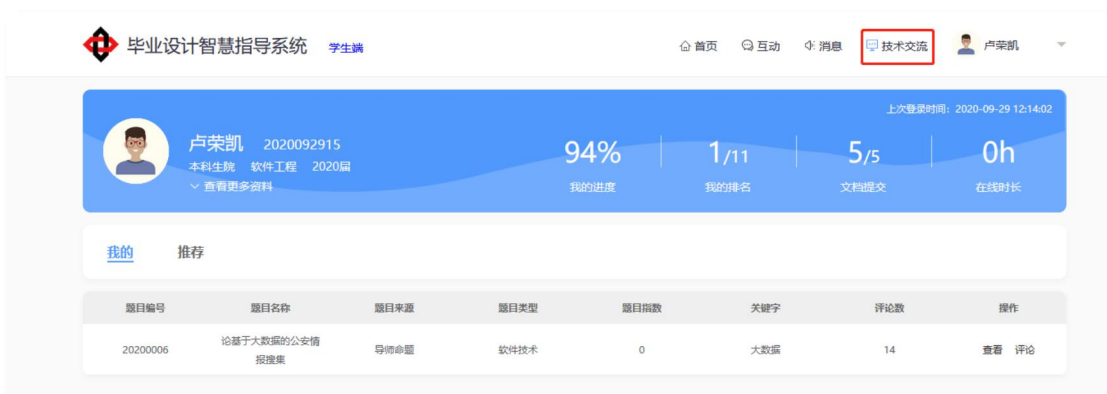 毕业设计智慧指导系统 学生端 首页 互动 消息 技术交流 卢荣凯
上次登录时间：2020-09-29 12:14:02
卢荣凯 2020092915
本科生院 软件工程 2020届
查看更多资料
94% 1/11 5/5 0h
我的进度 我的排名 文档提交 在线时长
我的 推荐
题目编号 题目名称 题目来源 题目类型 题目指数 关键字 评论数 操作
20200006 论基于大数据的公安情 导师命题 软件技术 0 大数据 14 查看 评论
报搜集